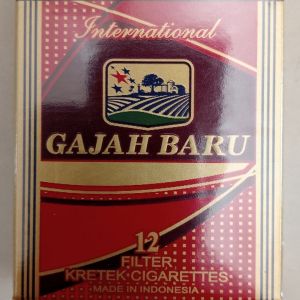 International
GAJAH BARU
12
FILTER
KRETEK CIGARETTES
MADE IN INDONESIA